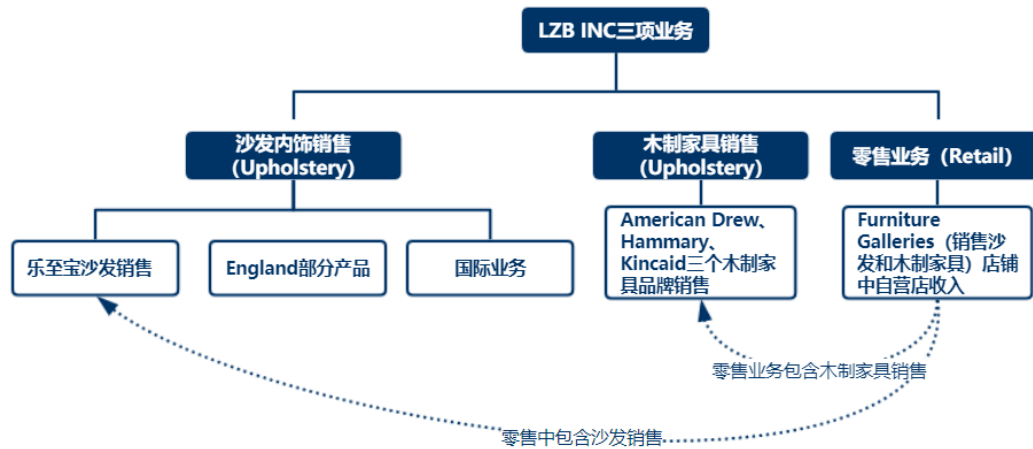 LZB INC三项业务
沙发内饰销售
（Upholstery）
木制家具销售
（Upholstery）
零售业务（Retail）
乐至宝沙发销售
England部分产品
国际业务
American Drew、
Hammary、
Kincaid三个木制家
具品牌销售
Furniture
Galleries（销售沙
发和木制家具）店铺
中自营店收入
零售业务包含木制家具销售
零售中包含沙发销售